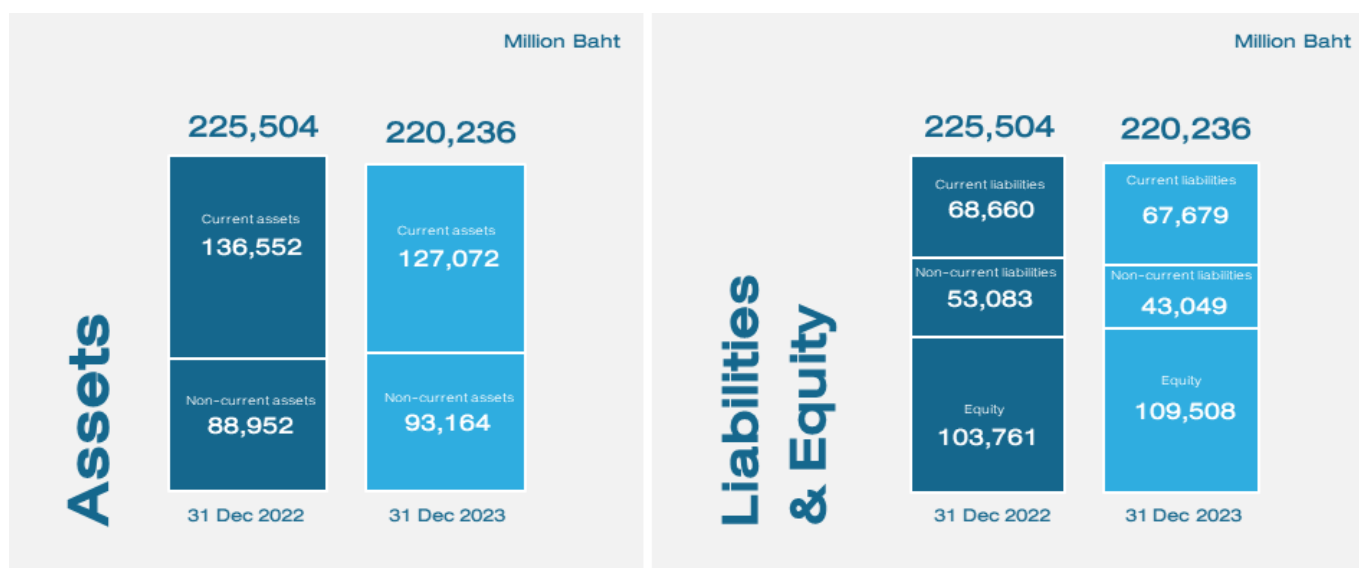 Million Baht
225,504
220,236
Current assets
136,552
Current assets
127,072
Non-current assets
88,952
Non-current assets
93,164
31 Dec 2022
31 Dec 2023
Assets
Million Baht
225,504
220,236
Current liabilities
68,660
Current liabilities
67,679
Non-current liabilities
53,083
Non-current liabilities
43,049
Equity
103,761
Equity
109,508
31 Dec 2022
31 Dec 2023
Liabilities
& Equity